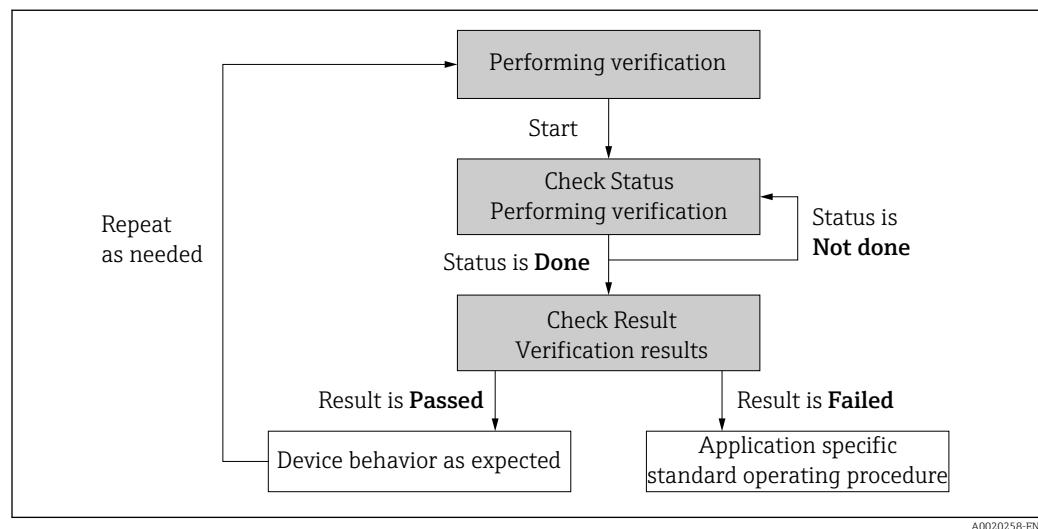 Performing verification
Start
Check Status
Performing verification
Repeat
as needed
Status is
Not done
Status is Done
Check Result
Verification results
Result is Passed
Result is Failed
Device behavior as expected
Application specific
standard operating procedure
A0020258-EN